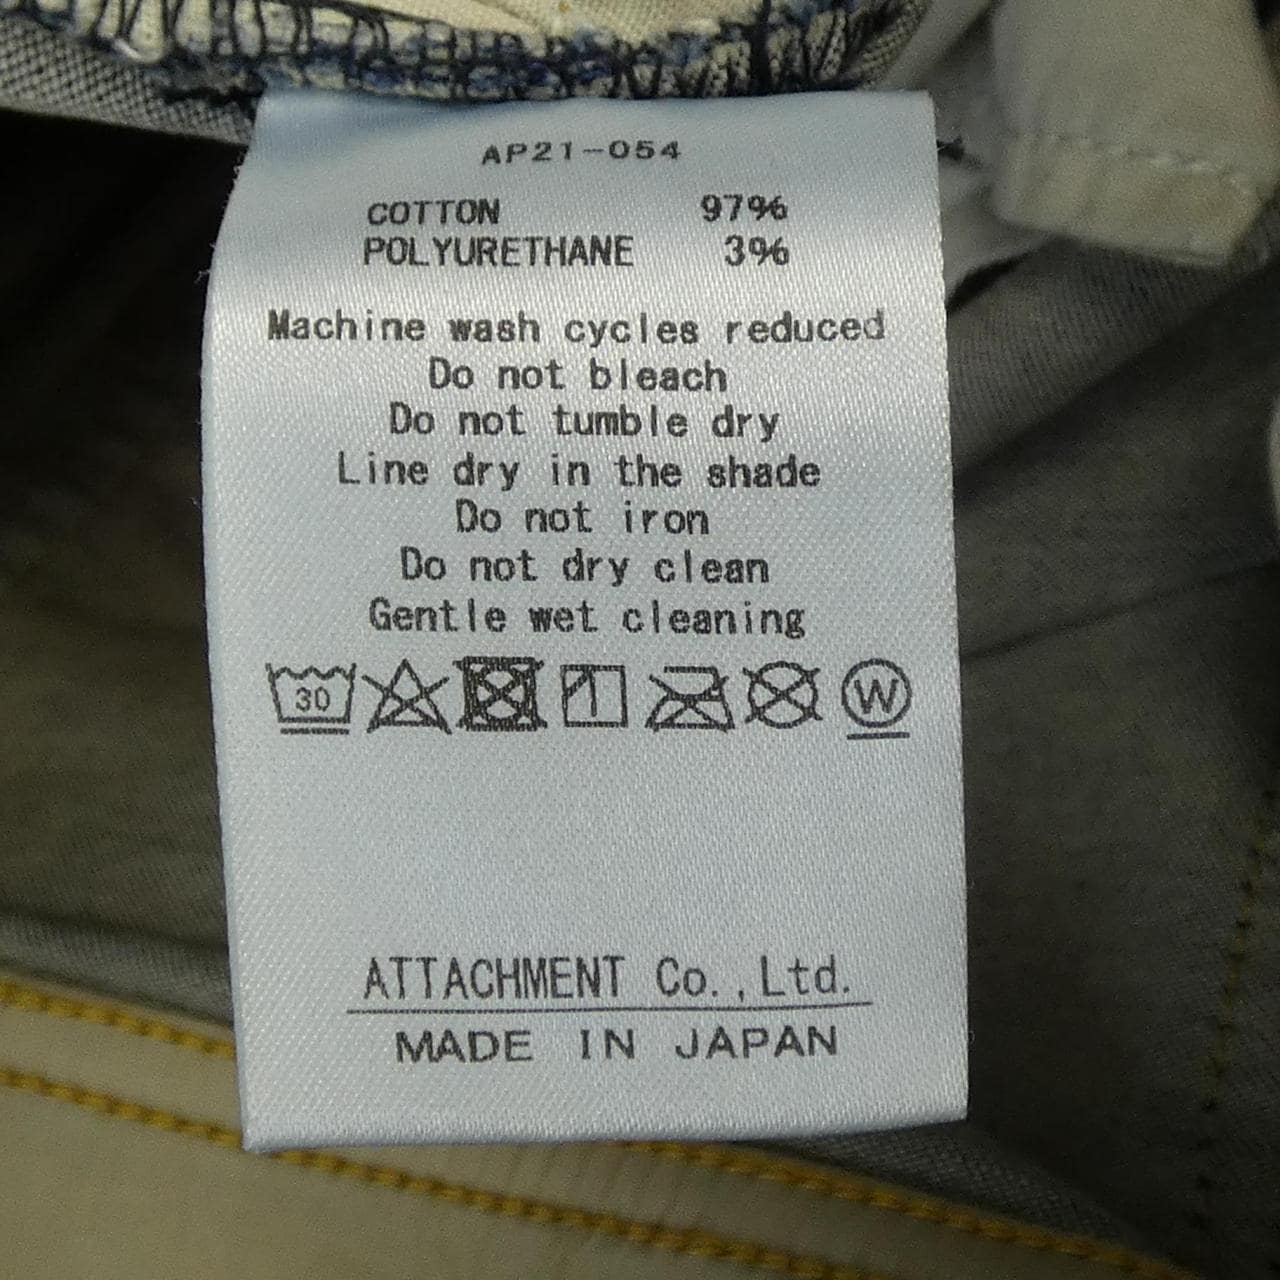 AP21-054
COTTON 97%
POLYURETHANE 3%
Machine wash cycles reduced
Do not bleach
Do not tumble dry
Line dry in the shade
Do not iron
Do not dry clean
Gentle wet cleaning
30 W
ATTACHMENT Co.,Ltd.
MADE IN JAPAN